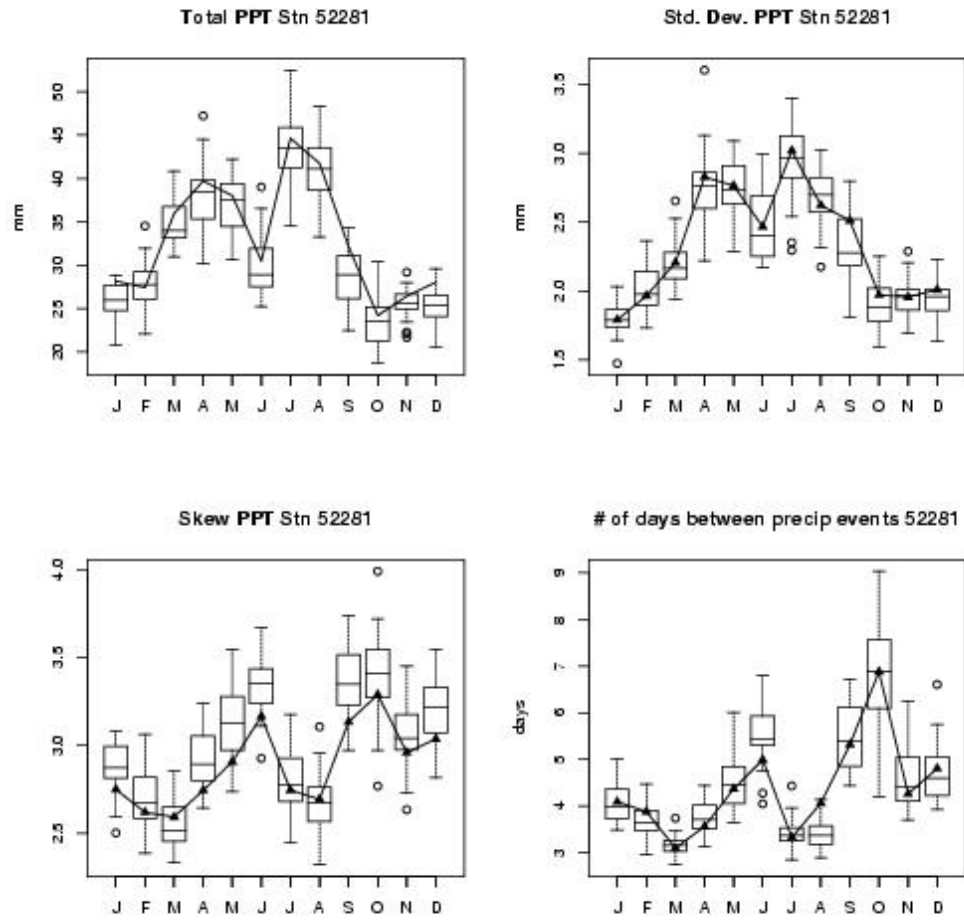 Total PPT Stn 52281
mm
50
45
40
35
30
25
20
J F M A M J J A S O N D
Std. Dev. PPT Stn 52281
mm
3.5
3.0
2.5
2.0
1.5
J F M A M J J A S O N D
Skew PPT Stn 52281
4.0
3.5
3.0
2.5
J F M A M J J A S O N D
# of days between precip events 52281
days
9
8
7
6
5
4
3
J F M A M J J A S O N D